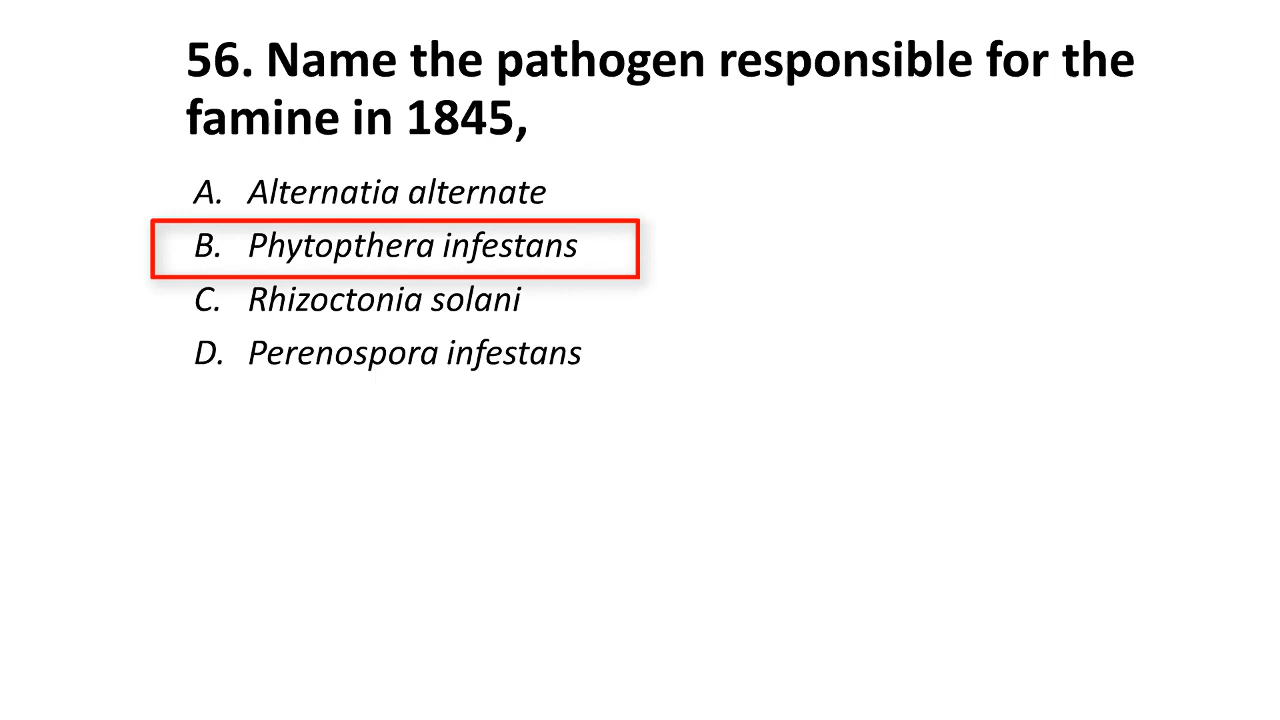 56. Name the pathogen responsible for the
famine in 1845,
A. Alternatia alternate
B. Phytopthera infestans
C. Rhizoctonia solani
D. Perenospora infestans